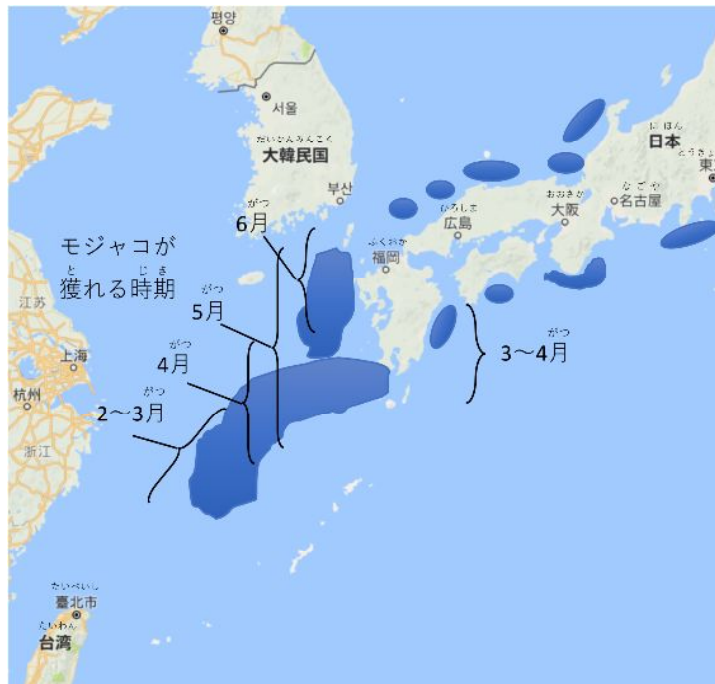 평양
서울
だいかんみんこく
大韓民国
부산
がつ
6月
モジャコが
と じき
獲れる時期
がつ
5月
がつ
4月
がつ
2～3月
がつ
3～4月
にほん
日本
とうきょ
東
なごや
名古屋
おおさか
大阪
ひろしま
広島
ふくおか
福岡
江苏
上海
杭州
浙江
たいぺいし
臺北市
たいわん
台湾